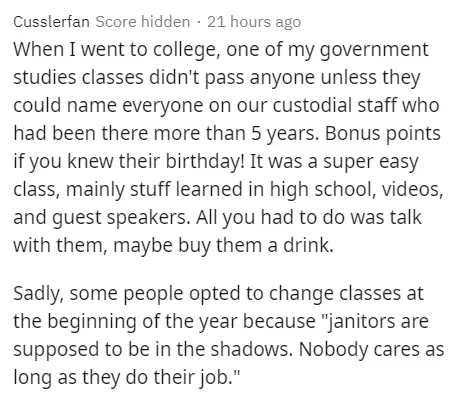 Cusslerfan Score hidden · 21 hours ago
When I went to college, one of my government
studies classes didn't pass anyone unless they
could name everyone on our custodial staff who
had been there more than 5 years. Bonus points
if you knew their birthday! It was a super easy
class, mainly stuff learned in high school, videos,
and guest speakers. All you had to do was talk
with them, maybe buy them a drink.
Sadly, some people opted to change classes at
the beginning of the year because "janitors are
supposed to be in the shadows. Nobody cares as
long as they do their job."